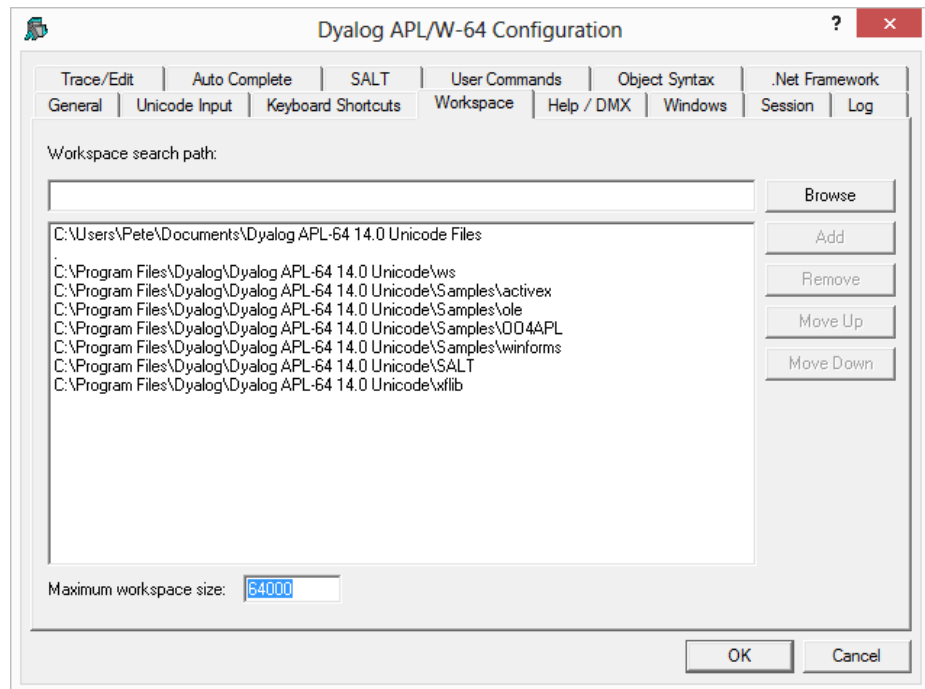 Dyalog APL/W-64 Configuration ? ×
Trace/Edit Auto Complete SALT User Commands Object Syntax .Net Framework
General Unicode Input Keyboard Shortcuts Workspace Help / DMX Windows Session Log
Workspace search path:
Browse
C:\Users\Pete\Documents\Dyalog APL-64 14.0 Unicode Files
.
C:\Program Files\Dyalog\Dyalog APL-64 14.0 Unicode\ws
C:\Program Files\Dyalog\Dyalog APL-64 14.0 Unicode\Samples\activex
C:\Program Files\Dyalog\Dyalog APL-64 14.0 Unicode\Samples\ole
C:\Program Files\Dyalog\Dyalog APL-64 14.0 Unicode\Samples\OO4APL
C:\Program Files\Dyalog\Dyalog APL-64 14.0 Unicode\Samples\winforms
C:\Program Files\Dyalog\Dyalog APL-64 14.0 Unicode\SALT
C:\Program Files\Dyalog\Dyalog APL-64 14.0 Unicode\xflib
Add
Remove
Move Up
Move Down
Maximum workspace size: 64000
OK Cancel